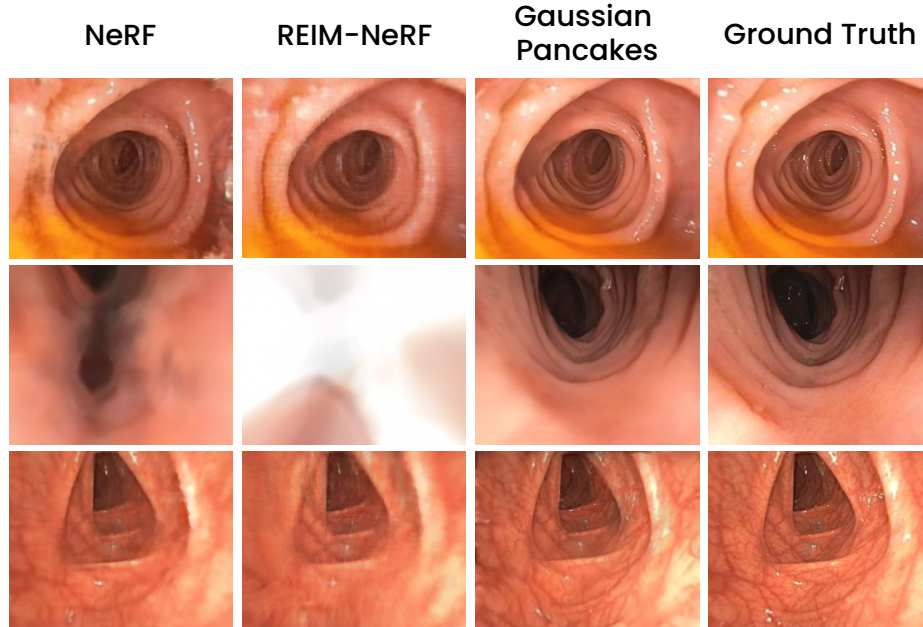 NeRF
REIM-NeRF
Gaussian
Pancakes
Ground Truth